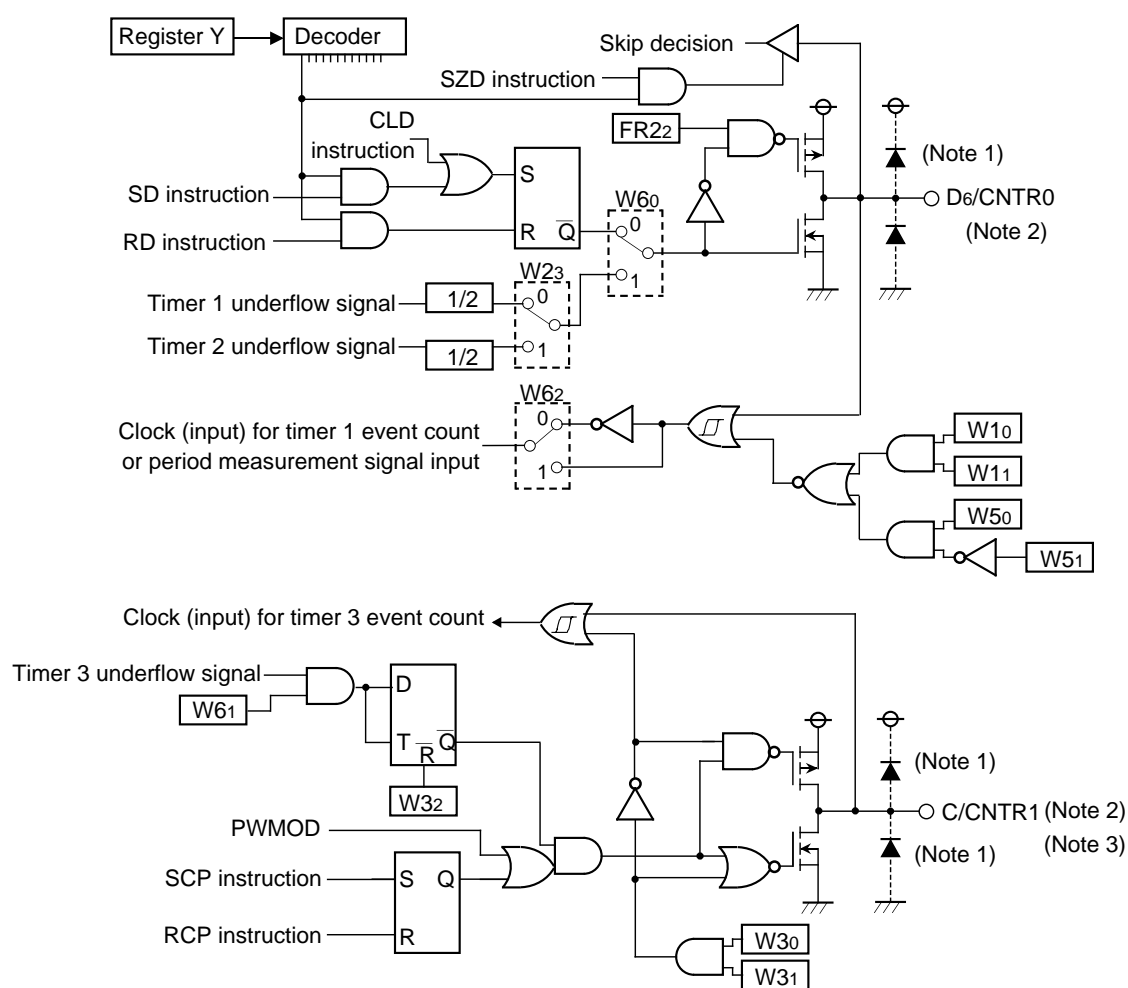 Register Y
Decoder
Skip decision
SZD instruction
CLD
instruction
FR22
(Note 1)
S
SD instruction
W60
0
D6/CNTR0
RD instruction
R
Q
(Note 2)
W23
1
Timer 1 underflow signal
1/2
0
Timer 2 underflow signal
1/2
1
W62
0
Clock (input) for timer 1 event count
or period measurement signal input
1
W10
W11
W50
W51
Clock (input) for timer 3 event count
Timer 3 underflow signal
W61
D
T
R
Q
W32
(Note 1)
C/CNTR1 (Note 2)
PWMOD
(Note 1)
(Note 3)
SCP instruction
S
Q
RCP instruction
R
W30
W31